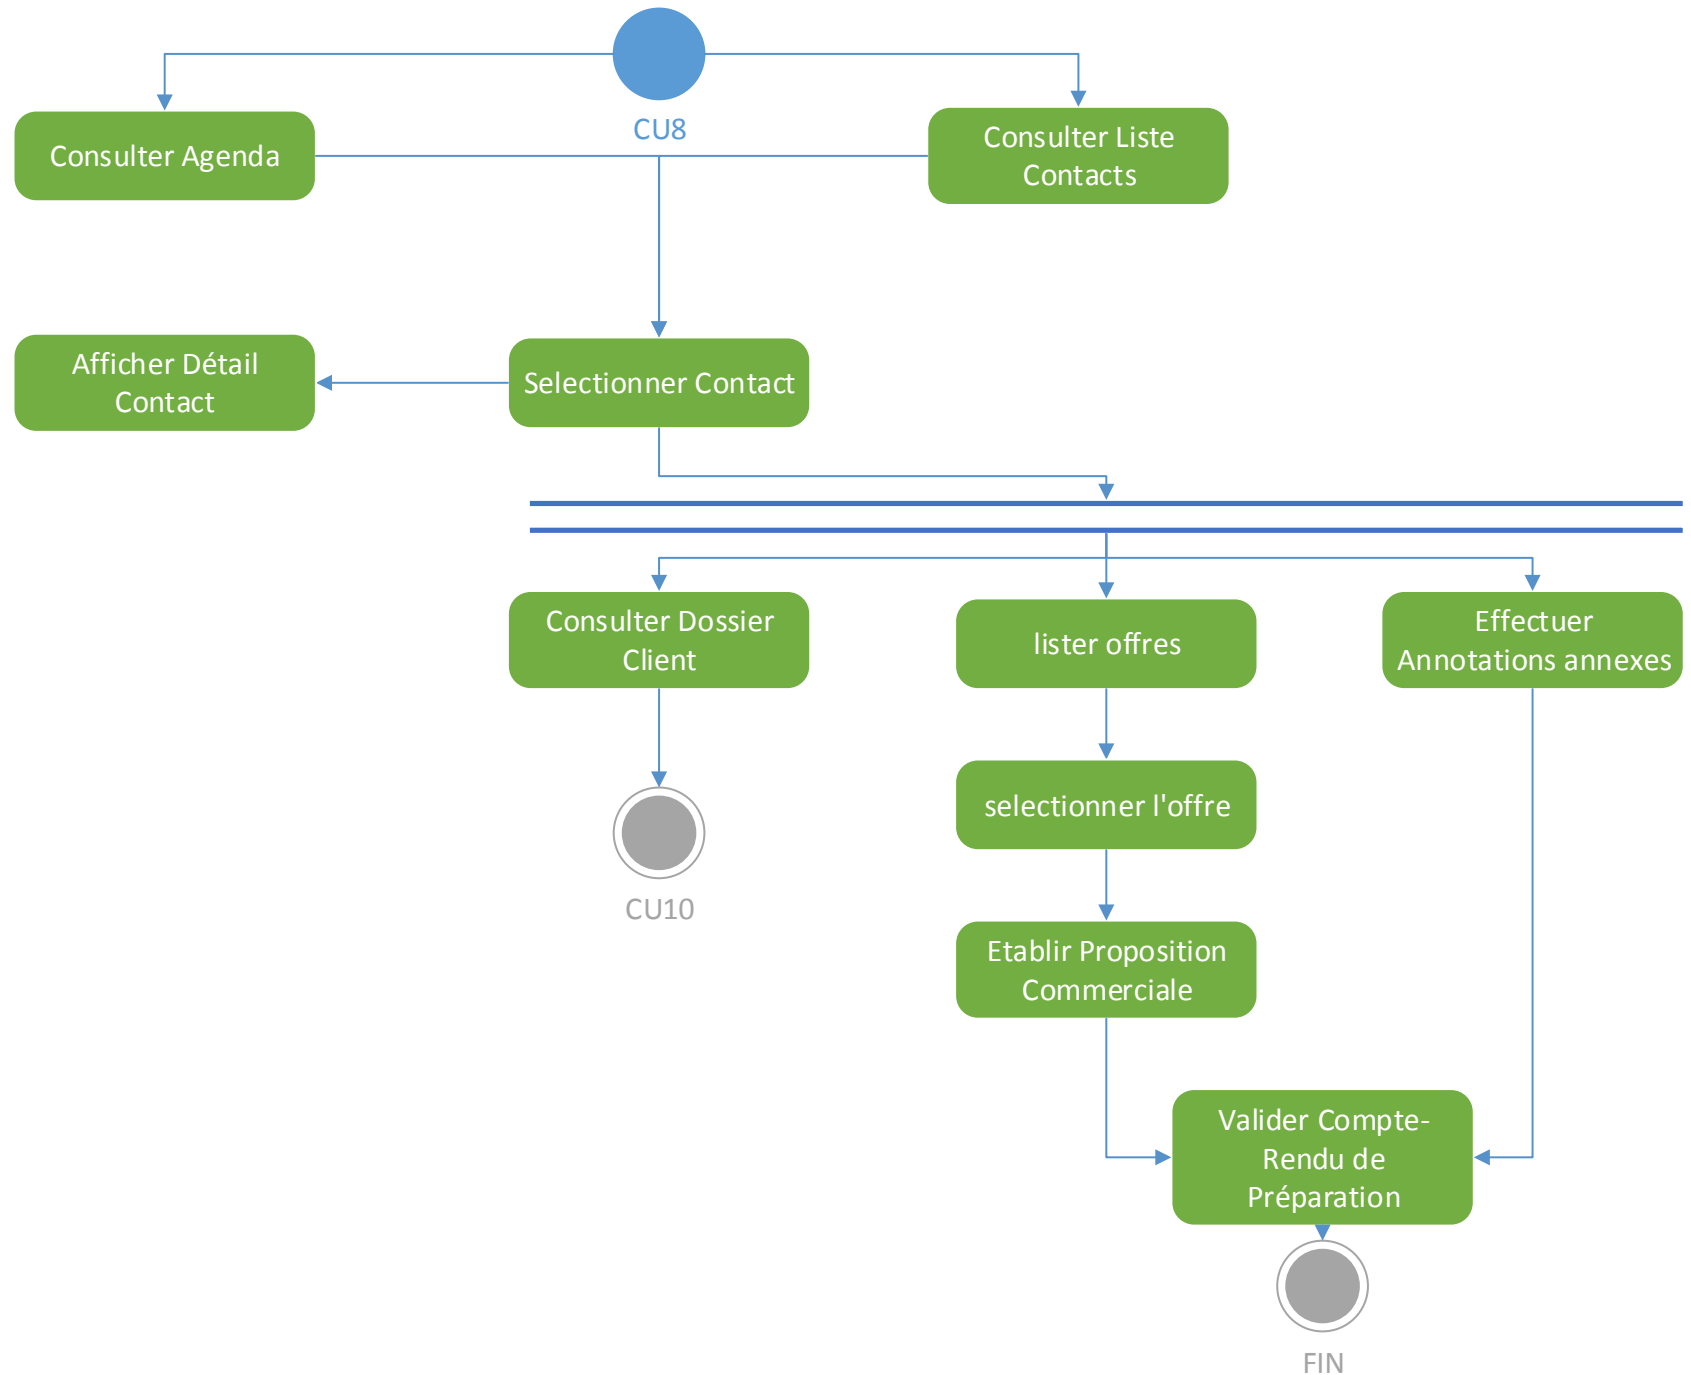 CU8
Consulter Agenda
Consulter Liste
Contacts
Afficher Détail
Contact
Selectionner Contact
Consulter Dossier
Client
lister offres
Effectuer
Annotations annexes
selectionner l'offre
CU10
Etablir Proposition
Commerciale
Valider Compte-
Rendu de
Préparation
FIN